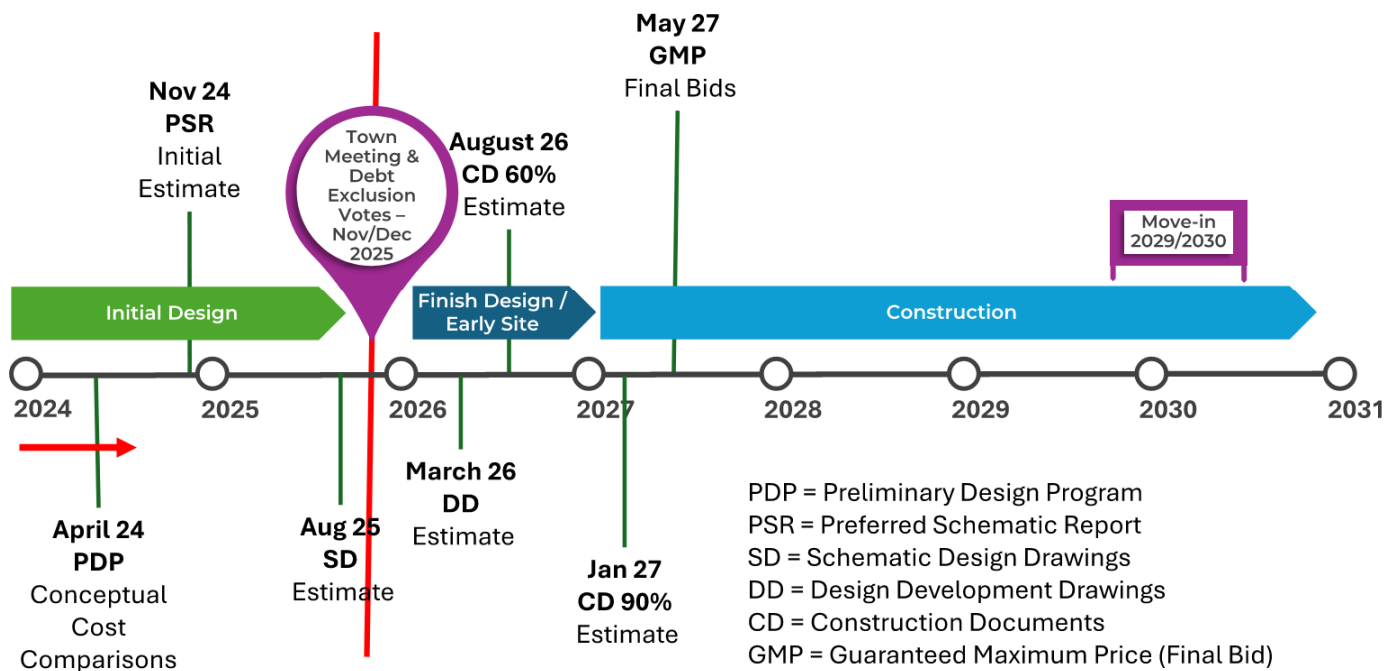 May 27
GMP
Final Bids
Nov 24
PSR
Initial
Estimate
Town
Meeting &
Debt
Exclusion
Votes –
Nov/Dec
2025
August 26
CD 60%
Estimate
Move-in
2029/2030
Initial Design
Finish Design /
Early Site
Construction
2024
2025
2026
2027
2028
2029
2030
2031
April 24
PDP
Conceptual
Cost
Comparisons
Aug 25
SD
Estimate
March 26
DD
Estimate
Jan 27
CD 90%
Estimate
PDP = Preliminary Design Program
PSR = Preferred Schematic Report
SD = Schematic Design Drawings
DD = Design Development Drawings
CD = Construction Documents
GMP = Guaranteed Maximum Price (Final Bid)